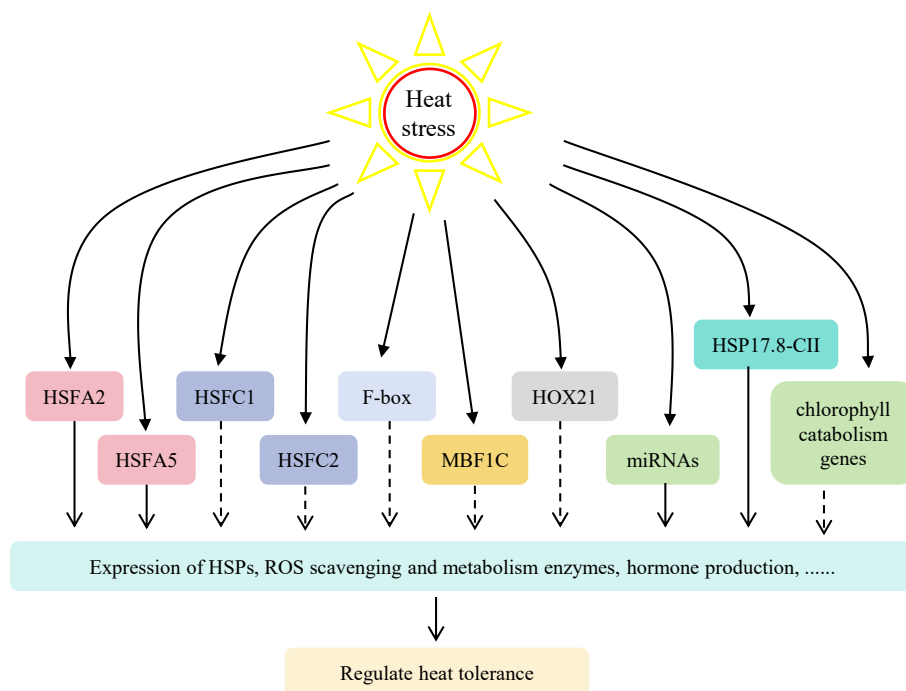 Heat
stress
HSP17.8-CII
HSFA2
HSFC1
F-box
HOX21
chlorophyll
catabolism
genes
HSFA5
HSFC2
MBF1C
miRNAs
Expression of HSPs, ROS scavenging and metabolism enzymes, hormone production, ......
Regulate heat tolerance